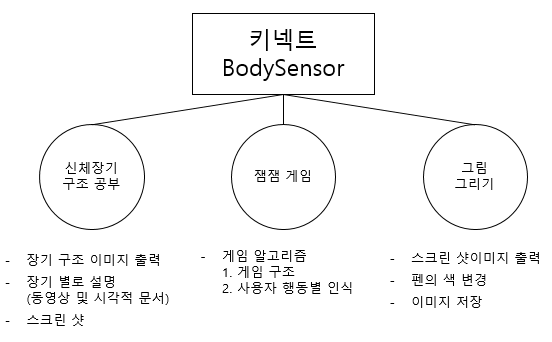 키넥트
BodySensor
신체장기
구조 공부
잼잼 게임
그림
그리기
- 장기 구조 이미지 출력
- 장기 별로 설명
(동영상 및 시각적 문서)
- 스크린 샷
- 게임 알고리즘
1. 게임 구조
2. 사용자 행동별 인식
- 스크린 샷이미지 출력
- 펜의 색 변경
- 이미지 저장